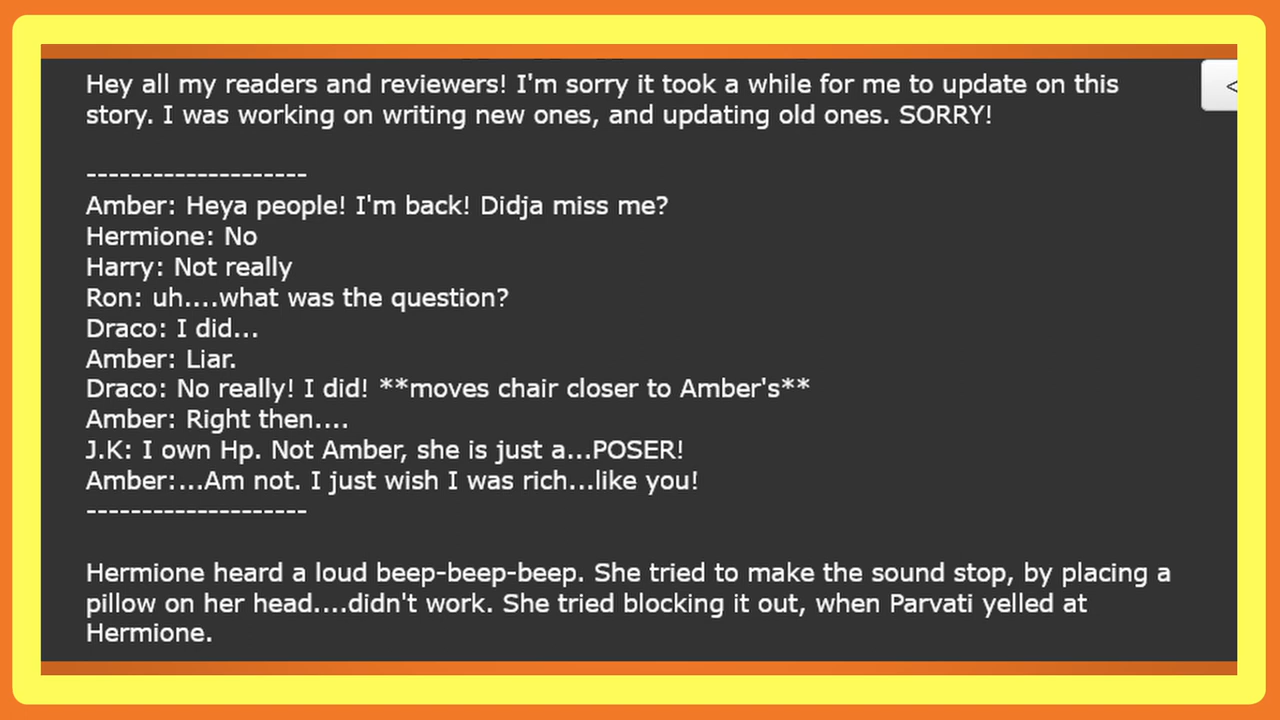 Hey all my readers and reviewers! I'm sorry it took a while for me to update on this
story. I was working on writing new ones, and updating old ones. SORRY!
--------------------
Amber: Heya people! I'm back! Didja miss me?
Hermione: No
Harry: Not really
Ron: uh....what was the question?
Draco: I did...
Amber: Liar.
Draco: No really! I did! **moves chair closer to Amber's**
Amber: Right then....
J.K: I own Hp. Not Amber, she is just a...POSER!
Amber:...Am not. I just wish I was rich...like you!
--------------------
Hermione heard a loud beep-beep-beep. She tried to make the sound stop, by placing a
pillow on her head....didn't work. She tried blocking it out, when Parvati yelled at
Hermione.